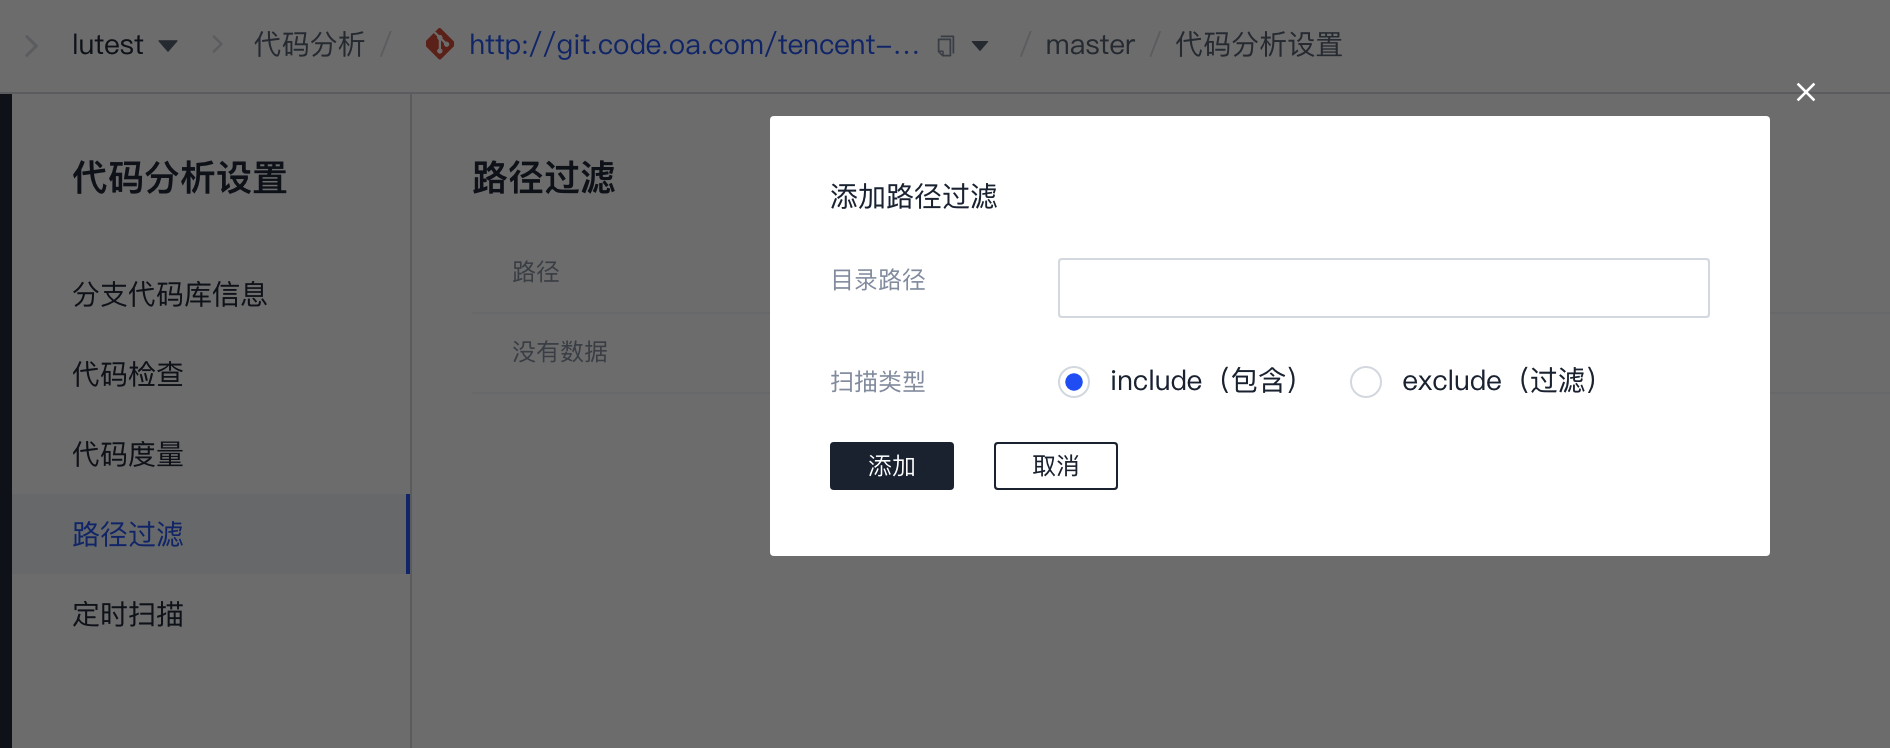 lutest 代码分析 / http://git.code.oa.com/tencent-... / master / 代码分析设置
代码分析设置
分支代码库信息
代码检查
代码度量
路径过滤
定时扫描
路径过滤
路径
没有数据
添加路径过滤
目录路径
扫描类型 include（包含） exclude（过滤）
添加 取消